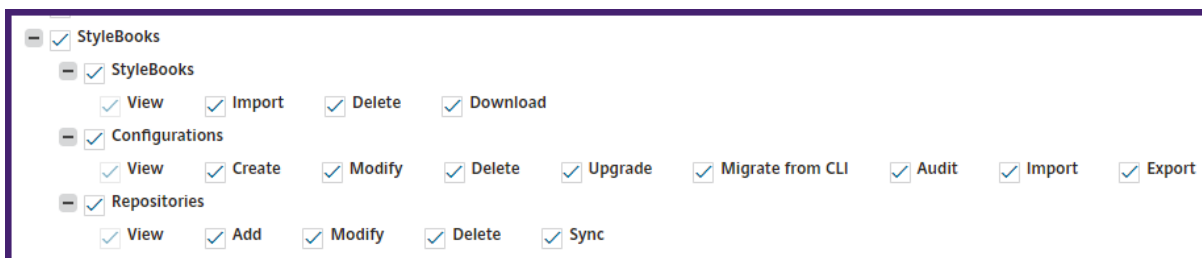 StyleBooks
StyleBooks
View Import Delete Download
Configurations
View Create Modify Delete Upgrade Migrate from CLI Audit Import Export
Repositories
View Add Modify Delete Sync